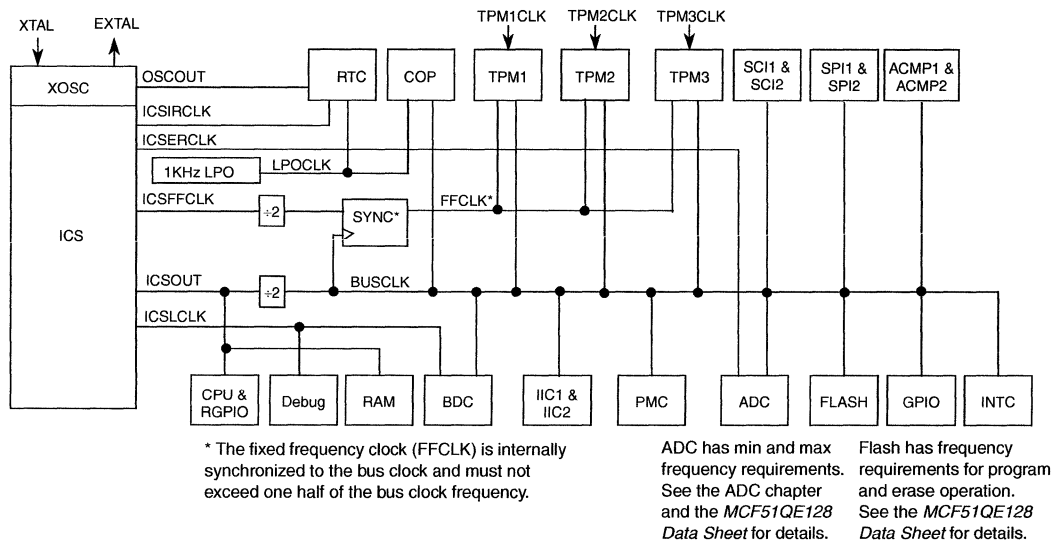 XTAL
EXTAL
TPM1CLK
TPM2CLK
TPM3CLK
XOSC
OSCOUT
RTC
COP
TPM1
TPM2
TPM3
SCI1 &
SCI2
SPI1 &
SPI2
ACMP1 &
ACMP2
ICSIRCLK
ICSERCLK
1KHz LPO
LPOCLK
ICSFFCLK
÷2
SYNC*
FFCLK*
ICS
ICSOUT
÷2
BUSCLK
ICSLCLK
CPU &
RGPIO
Debug
RAM
BDC
IIC1 &
IIC2
PMC
ADC
FLASH
GPIO
INTC
* The fixed frequency clock (FFCLK) is internally
synchronized to the bus clock and must not
exceed one half of the bus clock frequency.
ADC has min and max
frequency requirements.
See the ADC chapter
and the MCF51QE128
Data Sheet for details.
Flash has frequency
requirements for program
and erase operation.
See the MCF51QE128
Data Sheet for details.